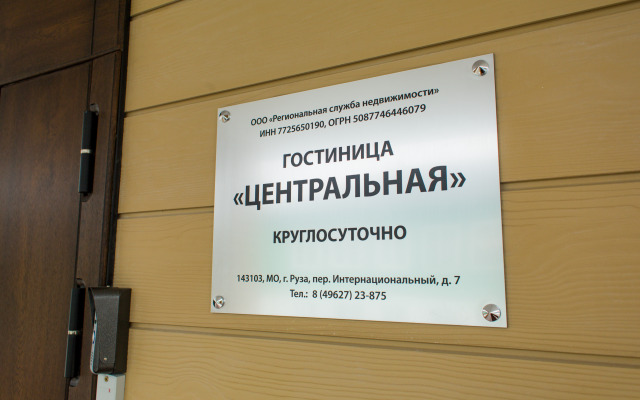 ООО «Региональная служба недвижимости»
ИНН 7725650190, ОГРН 5087746446079
ГОСТИНИЦА
«ЦЕНТРАЛЬНАЯ»
КРУГЛОСУТОЧНО
143103, МО, г. Руза, пер. Интернациональный, д. 7
Тел.: 8 (49627) 23-875